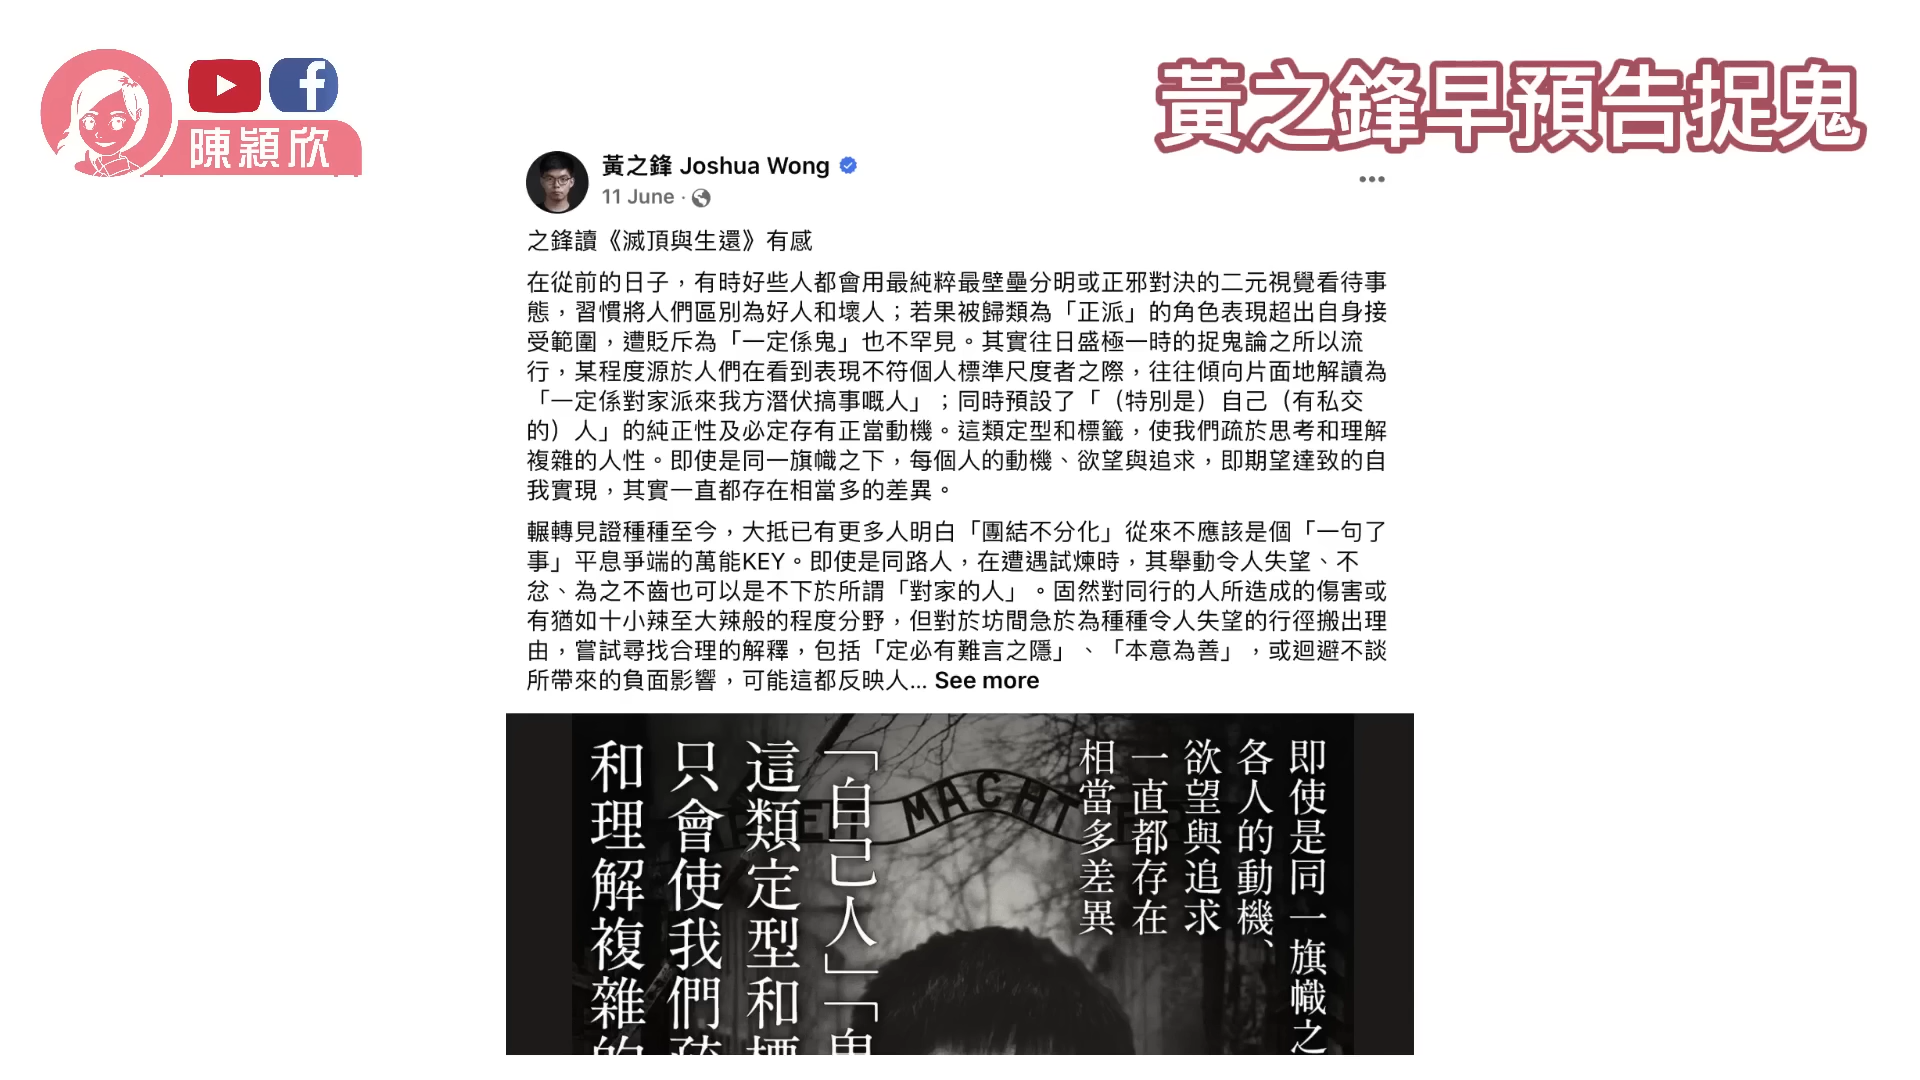 陳穎欣
黃之鋒早預告捉鬼
黃之鋒 Joshua Wong
11 June ·
之鋒讀《滅頂與生還》有感
在從前的日子，有時好些人都會用最純粹最壁壘分明或正邪對決的二元視覺看待事
態，習慣將人們區別為好人和壞人；若果被歸類為「正派」的角色表現超出自身接
受範圍，遭貶斥為「一定係鬼」也不罕見。其實往日盛極一時的捉鬼論之所以流
行，某程度源於人們在看到表現不符個人標準尺度者之際，往往傾向片面地解讀為
「一定係對家派來我方潛伏搞事嘅人」；同時預設了「（特別是）自己（有私交
的）人」的純正性及必定存有正當動機。這類定型和標籤，使我們疏於思考和理解
複雜的人性。即使是同一旗幟之下，每個人的動機、欲望與追求，即期望達致的自
我實現，其實一直都存在相當多的差異。
輾轉見證種種至今，大抵已有更多人明白「團結不分化」從來不應該是個「一句了
事」平息爭端的萬能KEY。即使是同路人，在遭遇試煉時，其舉動令人失望、不
忿、為之不齒也可以是不下於所謂「對家的人」。固然對同行的人所造成的傷害或
有猶如十小辣至大辣般的程度分野，但對於坊間急於為種種令人失望的行徑搬出理
由，嘗試尋找合理的解釋，包括「定必有難言之隱」、「本意為善」，或迴避不談
所帶來的負面影響，可能這都反映人... See more
即使是同一旗幟之
各人的動機、
欲望與追求
一直都存在
相當多差異
「自己人」「鬼
這類定型和標
只會使我們疏
和理解複雜的
MACHT